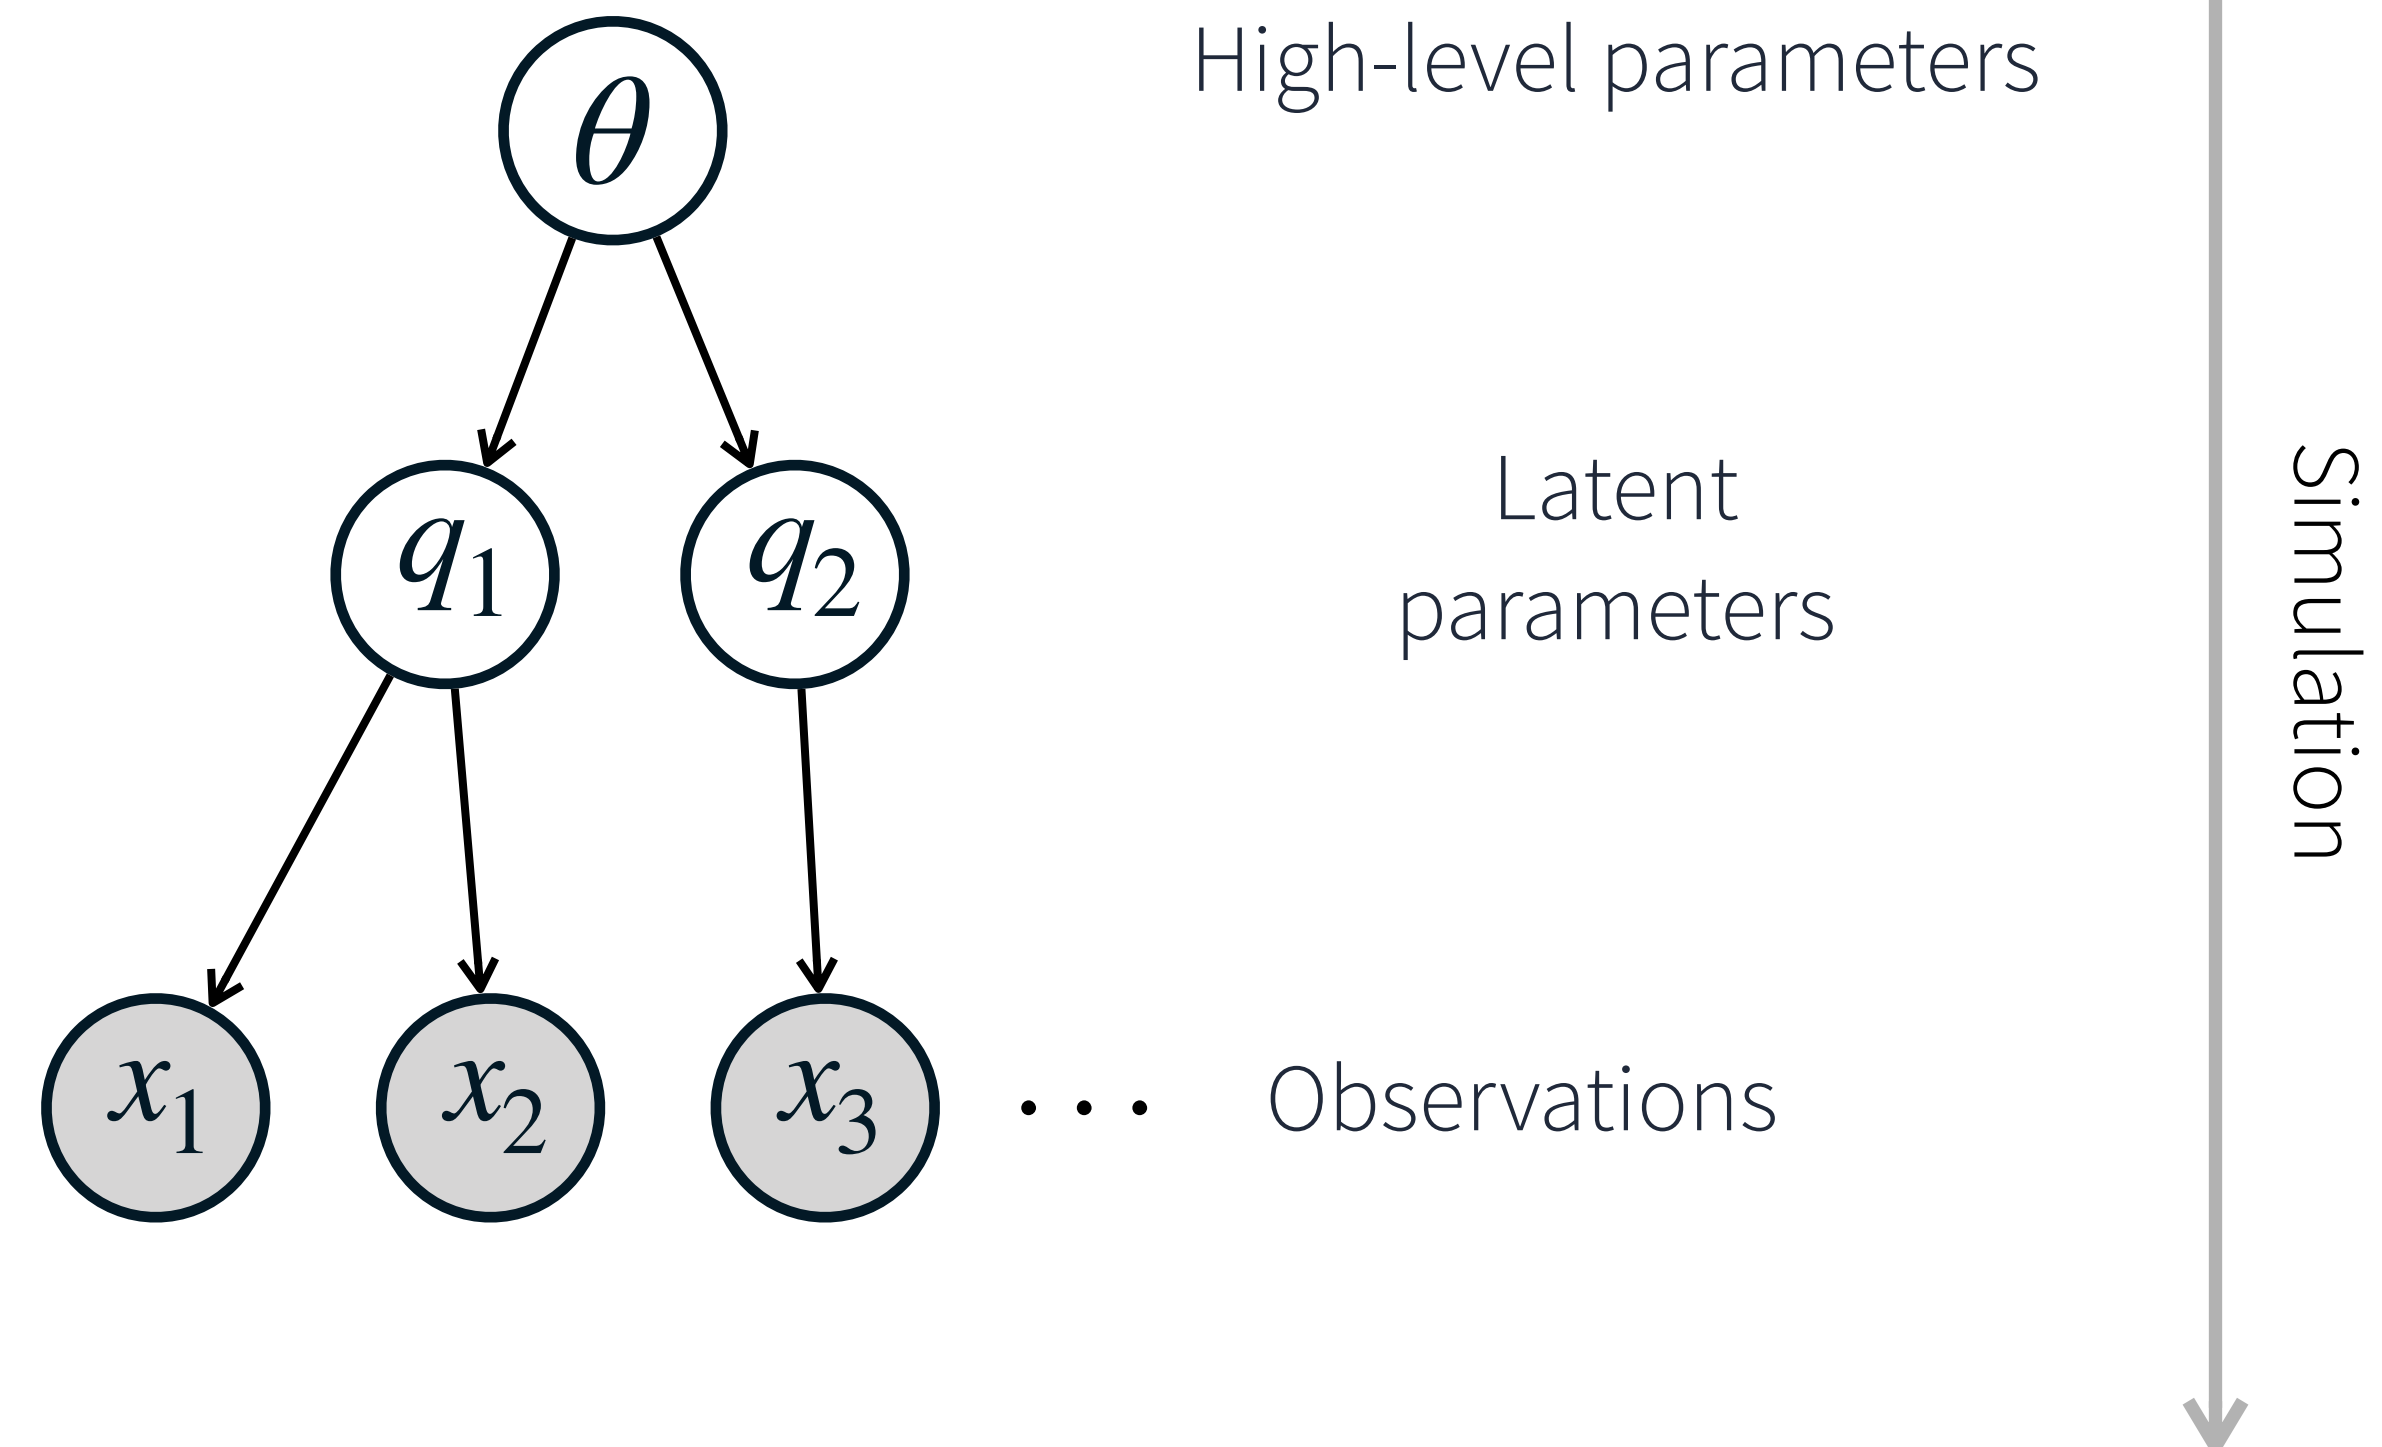 θ
High-level parameters
q1
q2
Latent
parameters
Simulation
x1
x2
x3
...
Observations